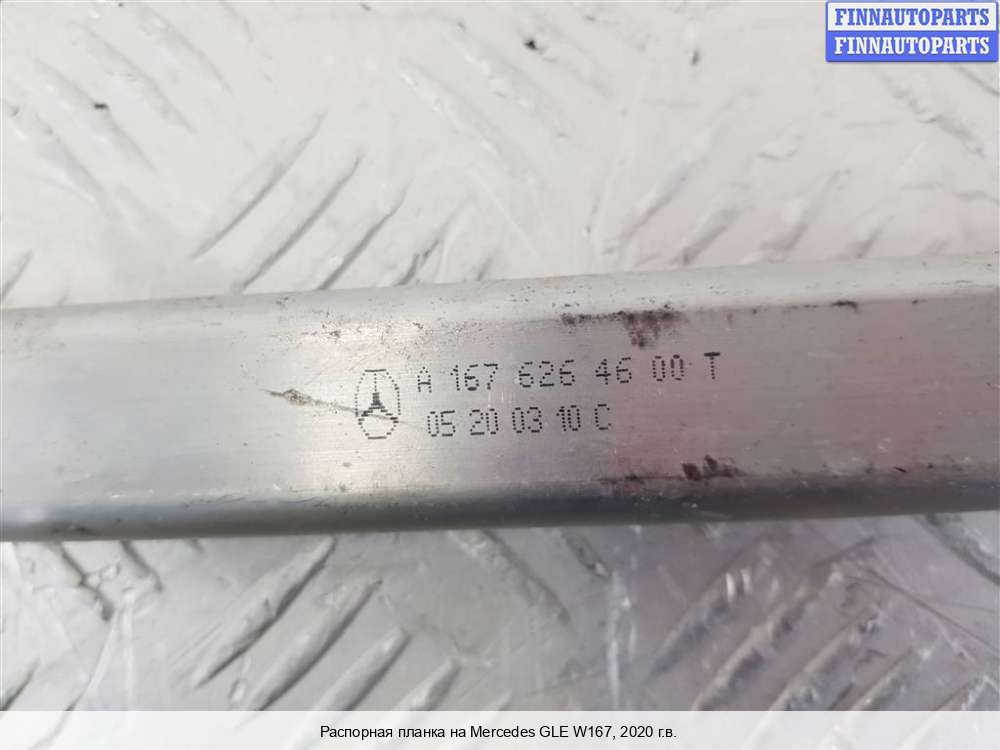 FINNAUTOPARTS
FINNAUTOPARTS
A 167 626 46 00 T
05 20 03 10 C
Распорная планка на Mercedes GLE W167, 2020 г.в.